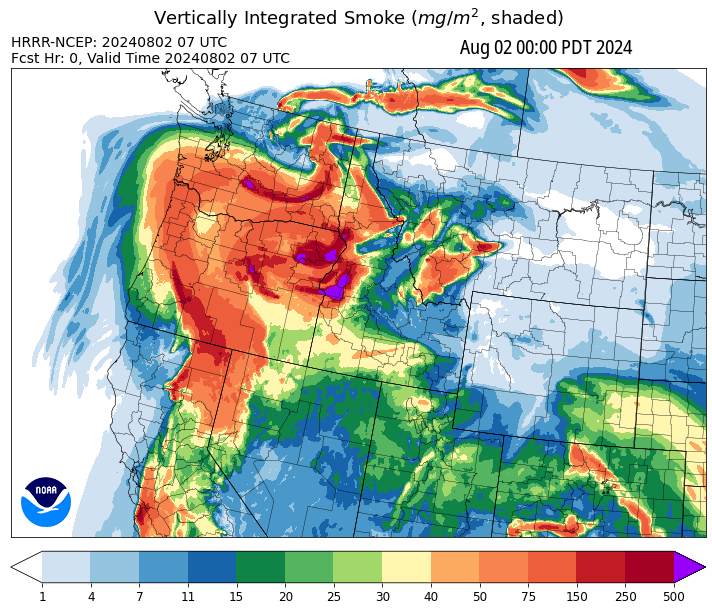 Vertically Integrated Smoke (mg/m², shaded)
HRRR-NCEP: 20240802 07 UTC
Aug 02 00:00 PDT 2024
Fcst Hr: 0, Valid Time 20240802 07 UTC
NOAA
1 4 7 11 15 20 25 30 40 50 75 150 250 500